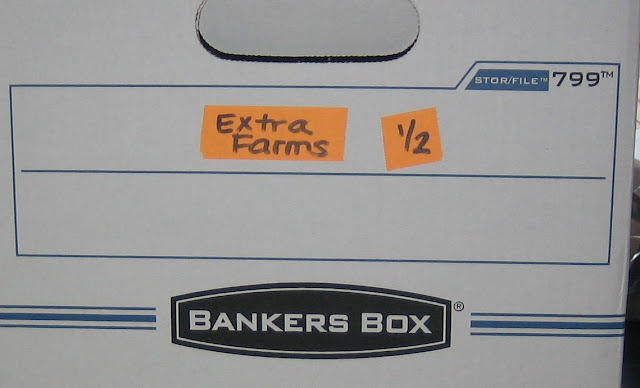 STOR/FILE™ 799™
Extra
Farms
1/2
BANKERS BOX®